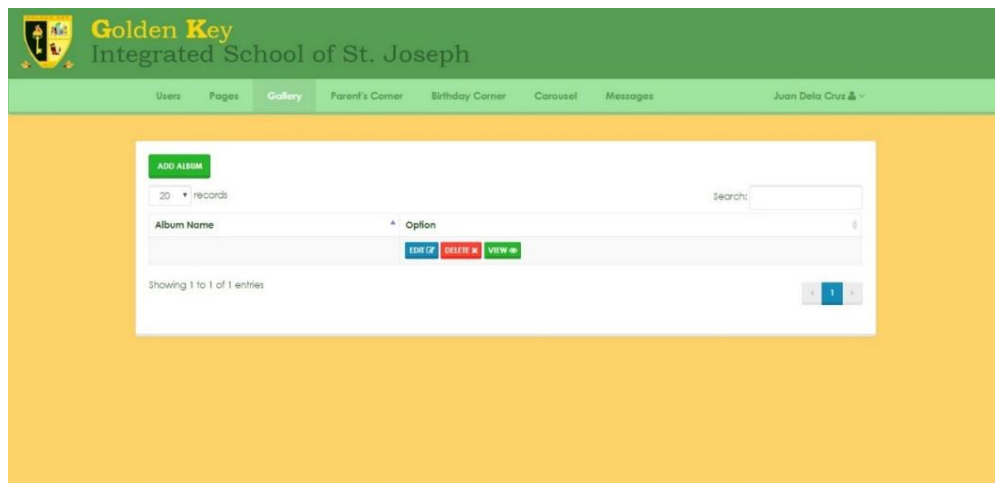 Golden Key
Integrated School of St. Joseph
Users Pages Gallery Parent's Corner Birthday Corner Carousel Messages Juan Dela Cruz
ADD ALBUM
20 records Search:
Album Name Option
EDIT DELETE VIEW
Showing 1 to 1 of 1 entries
1